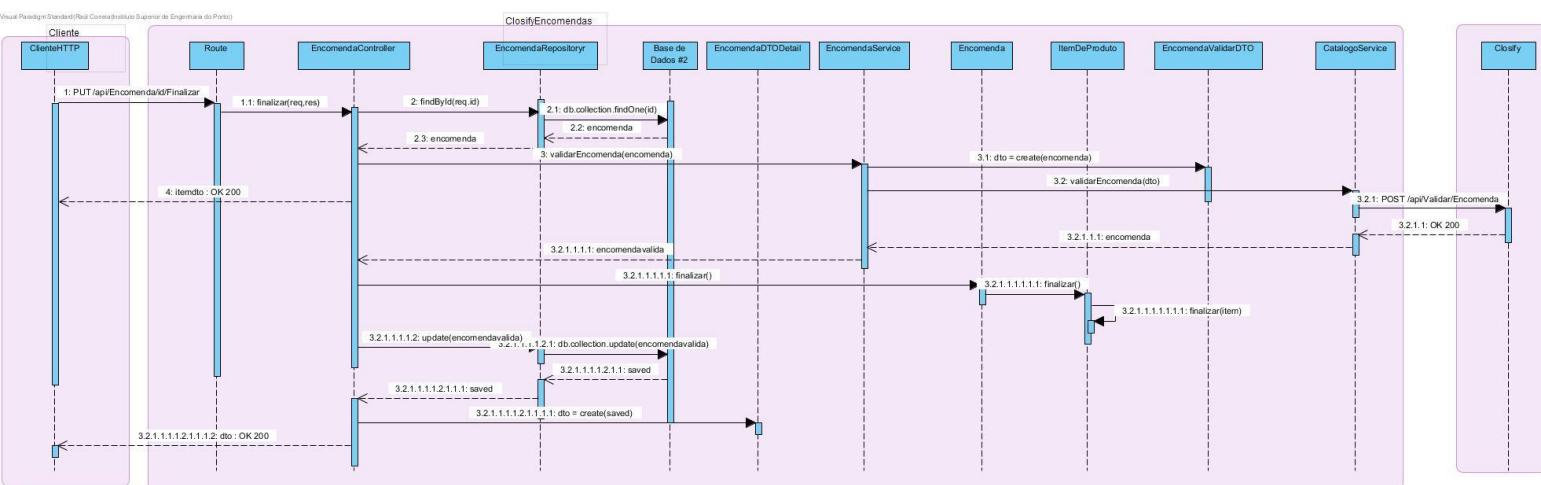 Visual Paradigm Standard(Raúl Correia(Instituto Superior de Engenharia do Porto))
Cliente
ClosifyEncomendas
ClienteHTTP
Route
EncomendaController
EncomendaRepositoryr
Base de
Dados #2
EncomendaDTODetail
EncomendaService
Encomenda
ItemDeProduto
EncomendaValidarDTO
CatalogoService
Closify
1: PUT /api/Encomenda/id/Finalizar
1.1: finalizar(req,res)
2: findById(req.id)
2.1: db.collection.findOne(id)
2.2: encomenda
2.3: encomenda
3: validarEncomenda(encomenda)
3.1: dto = create(encomenda)
3.2: validarEncomenda(dto)
4: itemdto : OK 200
3.2.1: POST /api/Validar/Encomenda
3.2.1.1: OK 200
3.2.1.1.1: encomenda
3.2.1.1.1.1: encomendavalida
3.2.1.1.1.1.1: finalizar()
3.2.1.1.1.1.1.1: finalizar()
3.2.1.1.1.1.1.1.1: finalizar(item)
3.2.1.1.1.1.2: update(encomendavalida)
3.2.1.1.1.1.2.1: db.collection.update(encomendavalida)
3.2.1.1.1.1.2.1.1: saved
3.2.1.1.1.1.2.1.1.1: saved
3.2.1.1.1.1.2.1.1.1.1: dto = create(saved)
3.2.1.1.1.1.2.1.1.1.2: dto : OK 200